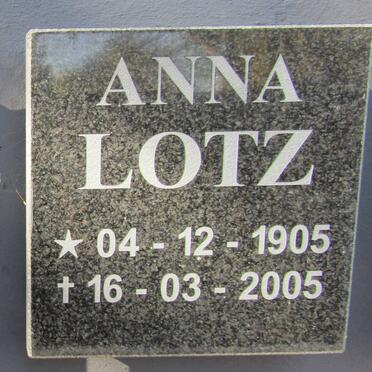 ANNA
LOTZ
★ 04 - 12 - 1905
✝ 16 - 03 - 2005